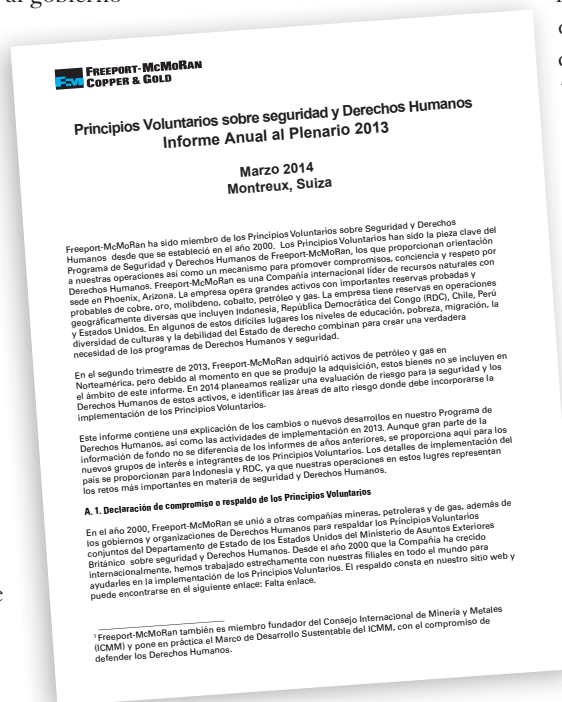 al gobierno
FREEPORT-McMoRAN
COPPER & GOLD
Principios Voluntarios sobre seguridad y Derechos Humanos
Informe Anual al Plenario 2013
Marzo 2014
Montreux, Suiza
Freeport-McMoRan ha sido miembro de los Principios Voluntarios sobre Seguridad y Derechos
Humanos desde que se estableció en el año 2000. Los Principios Voluntarios han sido la pieza clave del
Programa de Seguridad y Derechos Humanos de Freeport-McMoRan, los que proporcionan orientación
a nuestras operaciones así como un mecanismo para promover compromisos, conciencia y respeto por
Derechos Humanos. Freeport-McMoRan es una Compañia internacional líder de recursos naturales con
sede en Phoenix, Arizona. La empresa opera grandes activos con importantes reservas probadas y
probables de cobre, oro, molibdeno, cobalto, petróleo y gas. La empresa tiene reservas en operaciones
geográficamente diversas que incluyen Indonesia, República Democrática del Congo (RDC), Chile, Perú
y Estados Unidos. En algunos de estos difíciles lugares los niveles de educación, pobreza, migración, la
diversidad de culturas y la debilidad del Estado de derecho combinan para crear una verdadera
necesidad de los programas de Derechos Humanos y seguridad.
En el segundo trimestre de 2013, Freeport-McMoRan adquirió activos de petróleo y gas en
Norteamérica, pero debido al momento en que se produjo la adquisición, estos bienes no se incluyen en
el ámbito de este informe. En 2014 planeamos realizar una evaluación de riesgo para la seguridad y los
Derechos Humanos de estos activos, e identificar las áreas de alto riesgo donde debe incorporarse la
implementación de los Principios Voluntarios.
Este informe contiene una explicación de los cambios o nuevos desarrollos en nuestro Programa de
Derechos Humanos, así como las actividades de implementación en 2013. Aunque gran parte de la
información de fondo no se diferencia de los informes de años anteriores, se proporciona aquí para los
nuevos grupos de interés e integrantes de los Principios Voluntarios. Los detalles de implementación del
país se proporcionan para Indonesia y RDC, ya que nuestras operaciones en estos lugres representan
los retos más importantes en materia de seguridad y Derechos Humanos.
A. 1. Declaración de compromiso o respaldo de los Principios Voluntarios
En el año 2000, Freeport-McMoRan se unió a otras compañías mineras, petroleras y de gas, además de
los gobiernos y organizaciones de Derechos Humanos para respaldar los Principios Voluntarios
conjuntos del Departamento de Estado de los Estados Unidos del Ministerio de Asuntos Exteriores
Británico sobre seguridad y Derechos Humanos. Desde el año 2000 que la Compañía ha crecido
internacionalmente, hemos trabajado estrechamente con nuestras filiales en todo el mundo para
ayudarles en la implementación de los Principios Voluntarios. El respaldo consta en nuestro sitio web y
puede encontrarse en el siguiente enlace: Falta enlace.
¹ Freeport-McMoRan también es miembro fundador del Consejo Internacional de Minería y Metales
(ICMM) y pone en práctica el Marco de Desarrollo Sustentable del ICMM, con el compromiso de
defender los Derechos Humanos.